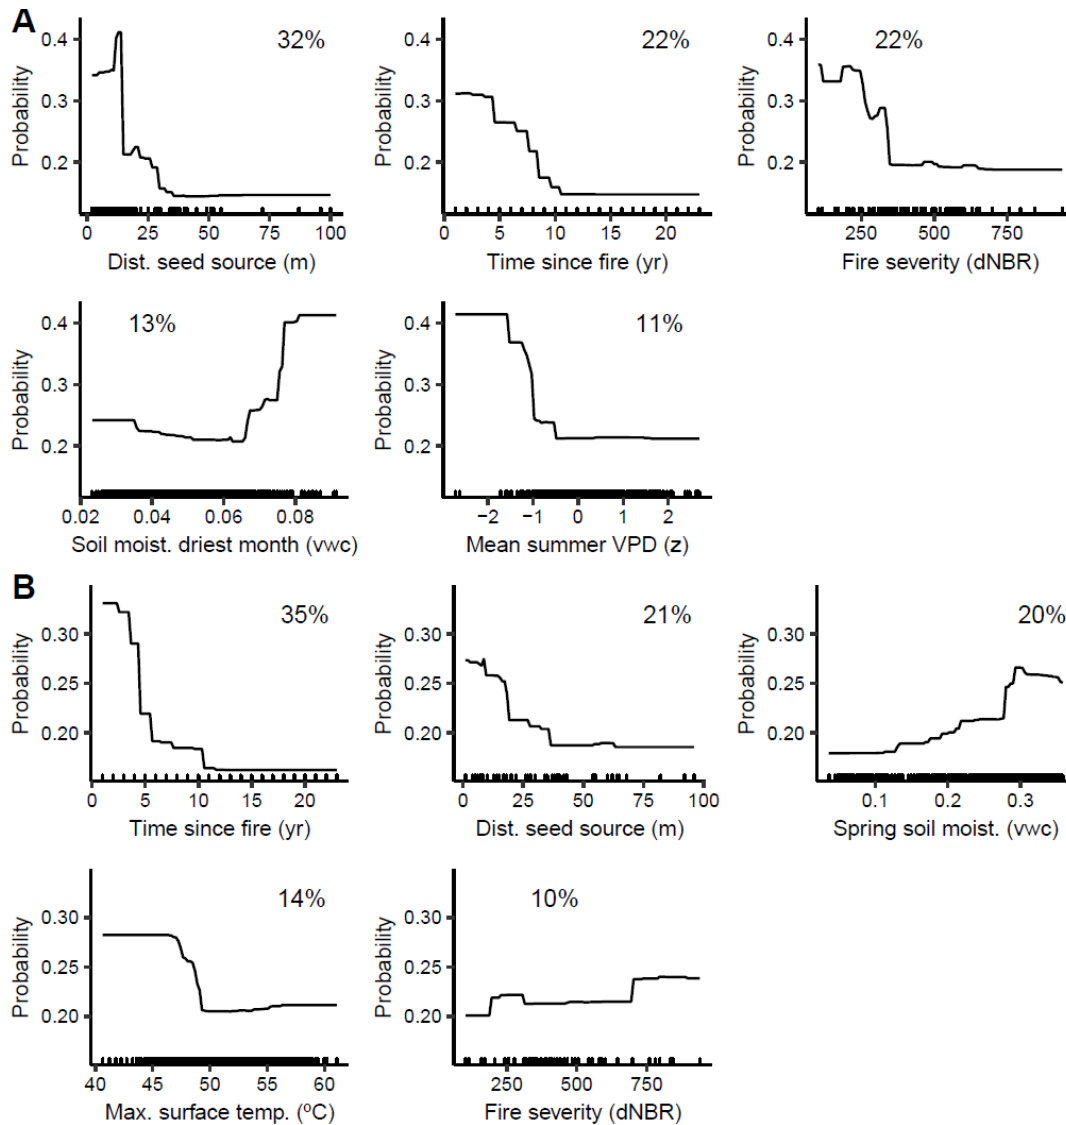 A
32%
22%
22%
Probability
0.4
0.3
0.2
0 25 50 75 100
Dist. seed source (m)
Probability
0.4
0.3
0.2
0 5 10 15 20
Time since fire (yr)
Probability
0.4
0.3
0.2
250 500 750
Fire severity (dNBR)
13%
11%
Probability
0.4
0.3
0.2
0.02 0.04 0.06 0.08
Soil moist. driest month (vwc)
Probability
0.4
0.3
0.2
−2 −1 0 1 2
Mean summer VPD (z)
B
35%
21%
20%
Probability
0.30
0.25
0.20
0 5 10 15 20
Time since fire (yr)
Probability
0.30
0.25
0.20
0 25 50 75 100
Dist. seed source (m)
Probability
0.30
0.25
0.20
0.1 0.2 0.3
Spring soil moist. (vwc)
14%
10%
Probability
0.30
0.25
0.20
40 45 50 55 60
Max. surface temp. (ºC)
Probability
0.30
0.25
0.20
250 500 750
Fire severity (dNBR)